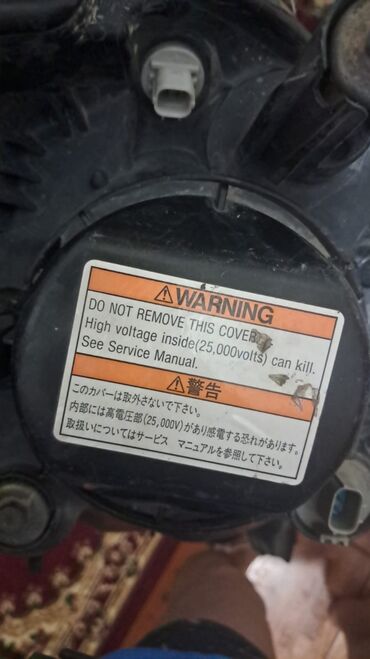 ⚠WARNING
DO NOT REMOVE THIS COVER.
High voltage inside(25,000volts) can kill.
See Service Manual.
⚠警告
このカバーは取外さないで下さい。
内部には高電圧部(25,000V)があり感電する恐れがあります。
取扱いについてはサービス マニュアルを参照して下さい。